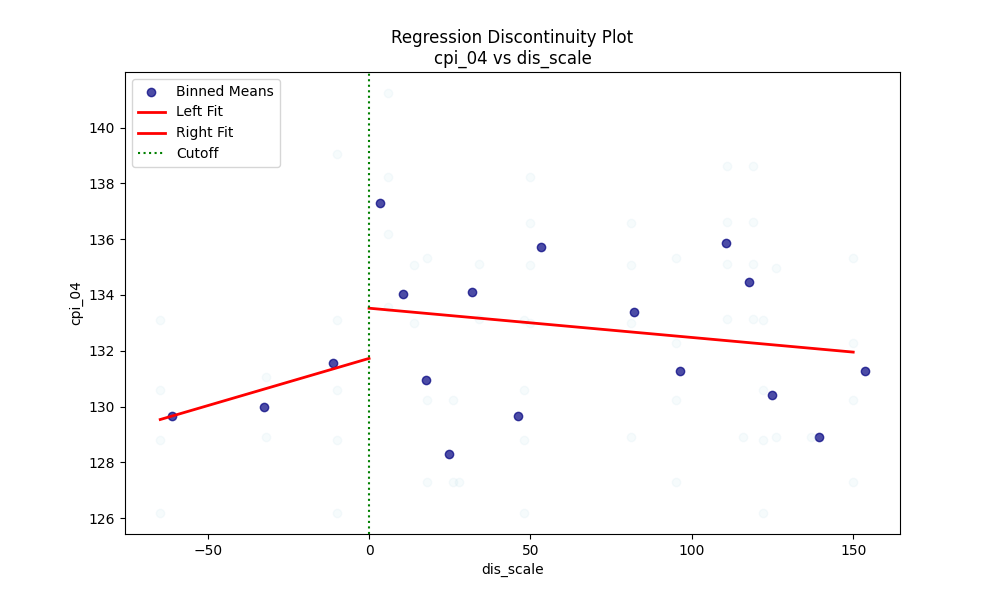 Regression Discontinuity Plot
cpi_04 vs dis_scale
Binned Means
Left Fit
Right Fit
Cutoff
140
138
136
134
132
130
128
126
cpi_04
−50
0
50
100
150
dis_scale